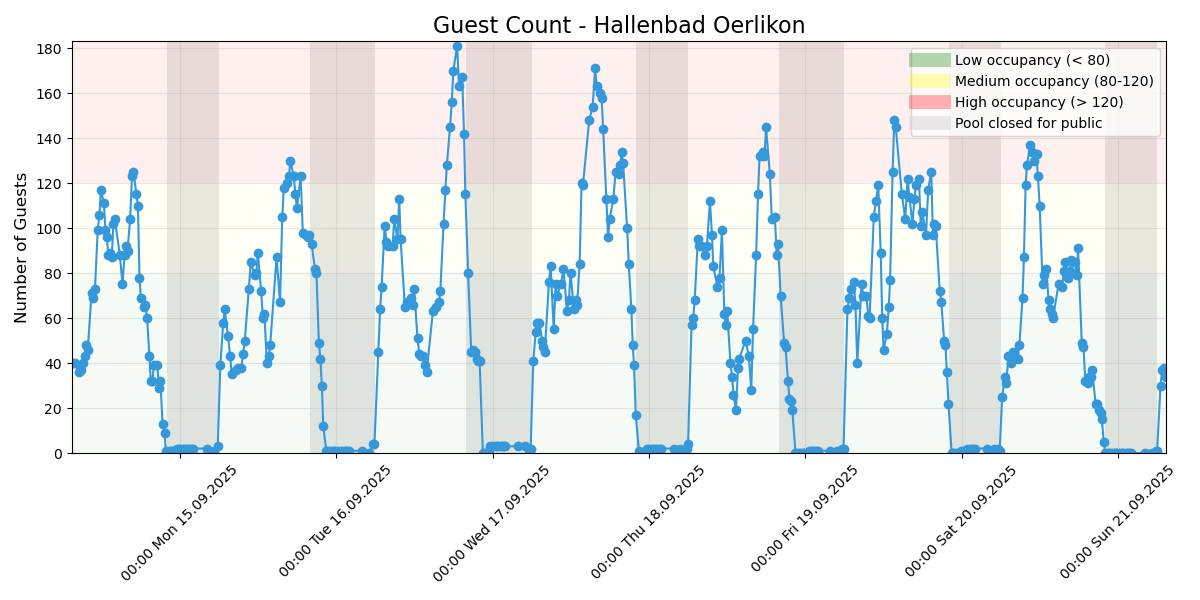 Guest Count - Hallenbad Oerlikon
Number of Guests
180
160
140
120
100
80
60
40
20
0
Low occupancy (< 80)
Medium occupancy (80-120)
High occupancy (> 120)
Pool closed for public
00:00 Mon 15.09.2025
00:00 Tue 16.09.2025
00:00 Wed 17.09.2025
00:00 Thu 18.09.2025
00:00 Fri 19.09.2025
00:00 Sat 20.09.2025
00:00 Sun 21.09.2025